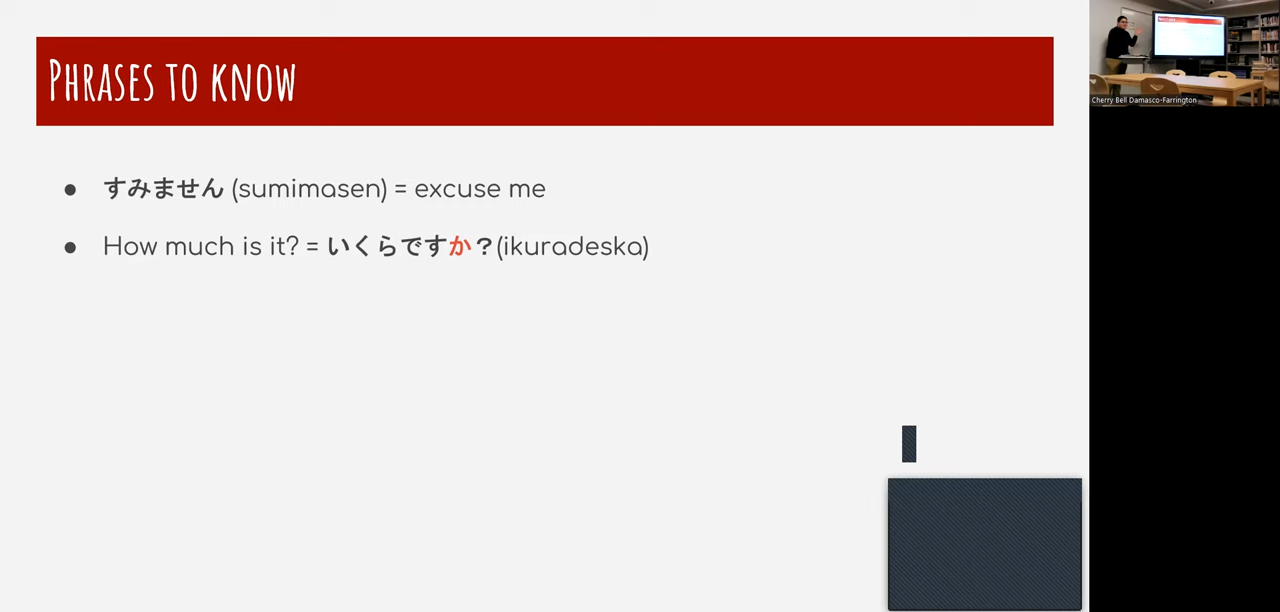 Phrases to know
● すみません (sumimasen) = excuse me
● How much is it? = いくらですか？(ikuradeska)
Cherry Bell Damasco-Farrington